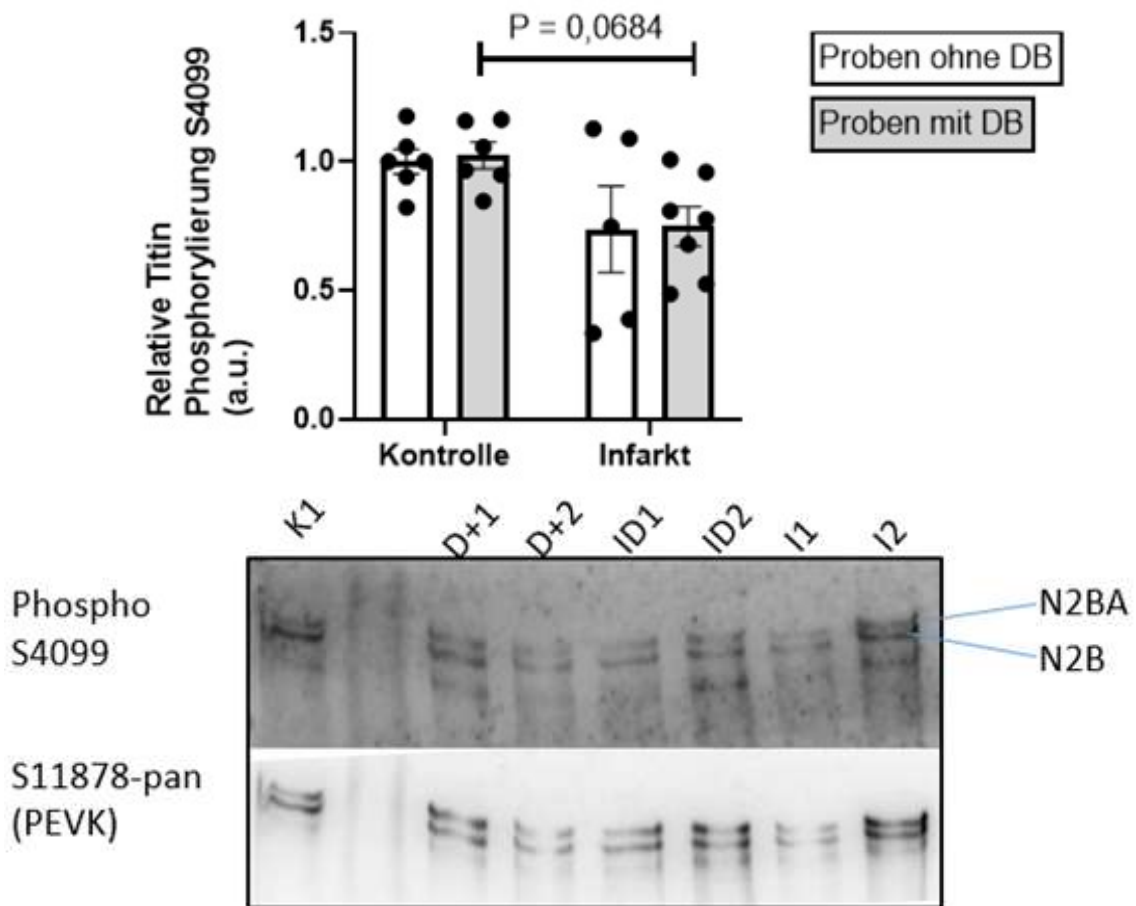 1.5
P = 0,0684
Proben ohne DB
Proben mit DB
Relative Titin
Phosphorylierung S4099
(a.u.)
1.0
0.5
0.0
Kontrolle
Infarkt
K1
D+1
D+2
ID1
ID2
I1
I2
Phospho
S4099
N2BA
N2B
S11878-pan
(PEVK)